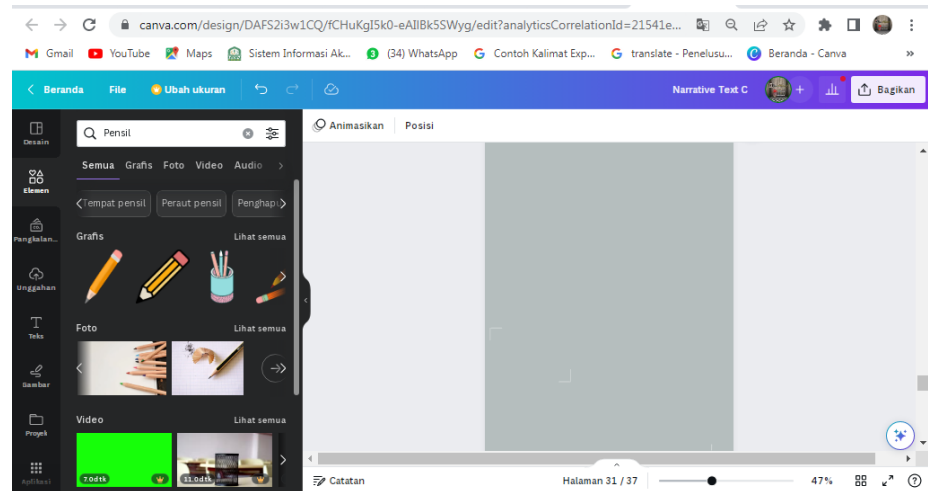 canva.com/design/DAFS2i3w1CQ/fCHuKgI5k0-eAIlBk5SWyg/edit?analyticsCorrelationId=21541e...
Gmail YouTube Maps Sistem Informasi Ak... (34) WhatsApp Contoh Kalimat Exp... translate - Penelusu... Beranda - Canva »
Beranda File Ubah ukuran Narrative Text C + Bagikan
Desain
Elemen
Pangkalan...
Unggahan
Teks
Gambar
Proyek
Aplikasi
Pensil
Semua Grafis Foto Video Audio
Tempat pensil Peraut pensil Penghapu
Grafis Lihat semua
Foto Lihat semua
Video Lihat semua
7.0dtk 11.0dtk
Animasikan Posisi
Catatan Halaman 31 / 37 47%